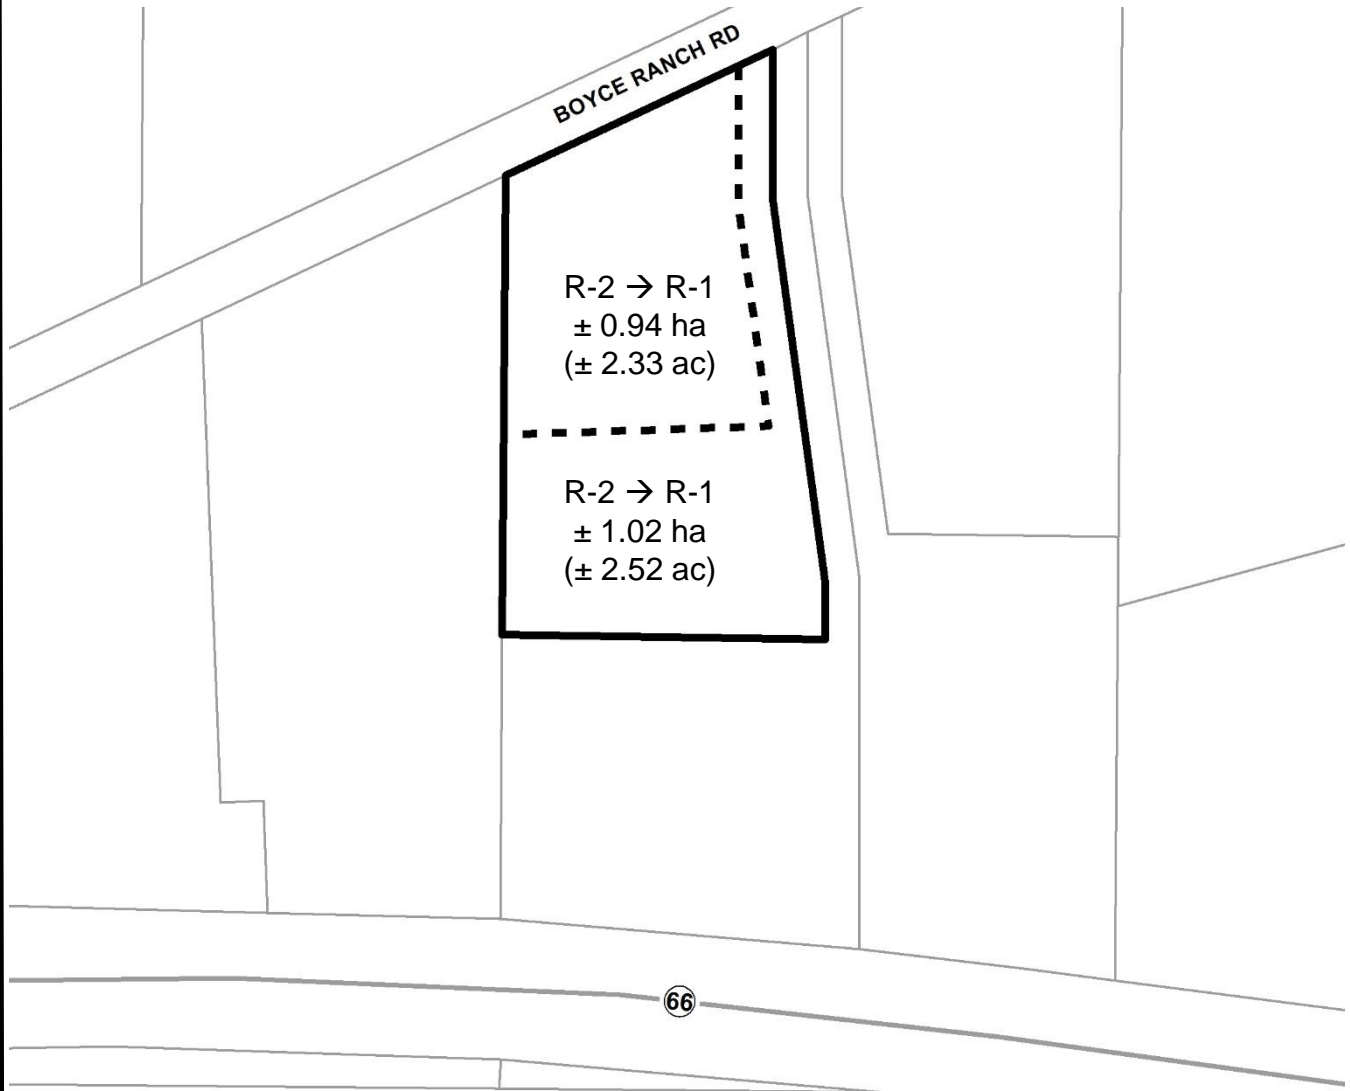 BOYCE RANCH RD
R-2 → R-1
± 0.94 ha
(± 2.33 ac)
R-2 → R-1
± 1.02 ha
(± 2.52 ac)
66